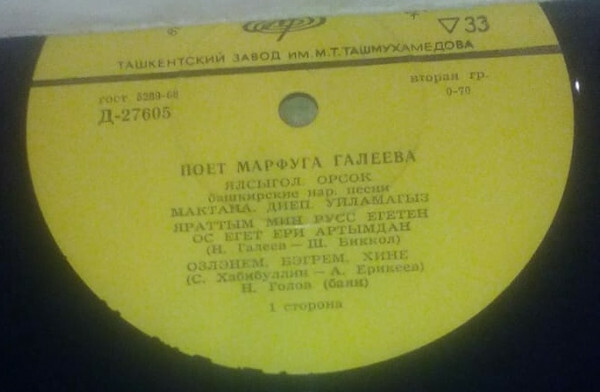 ▽33
ТАШКЕНТСКИЙ ЗАВОД ИМ. М.Т. ТАШМУХАМЕДОВА
ГОСТ 5289-68
Д-27605
вторая гр.
0-70
ПОЕТ МАРФУГА ГАЛЕЕВА
ЯЛСЫГОЛ, ОРСОК
башкирские нар. песни
МАКТАНА, ДИЕП, УЙЛАМАГЫЗ
ЯРАТТЫМ МИН РУСС ЕГЕТЕН
ОС ЕГЕТ ЕРИ АРТЫМДАН
(Н. Галеев — Ш. Биккол)
ОЗЛЭНЕМ, БЭГРЕМ, ХИНЕ
(С. Хабибуллин — А. Ерикеев)
Н. Голов (баян)
1 сторона